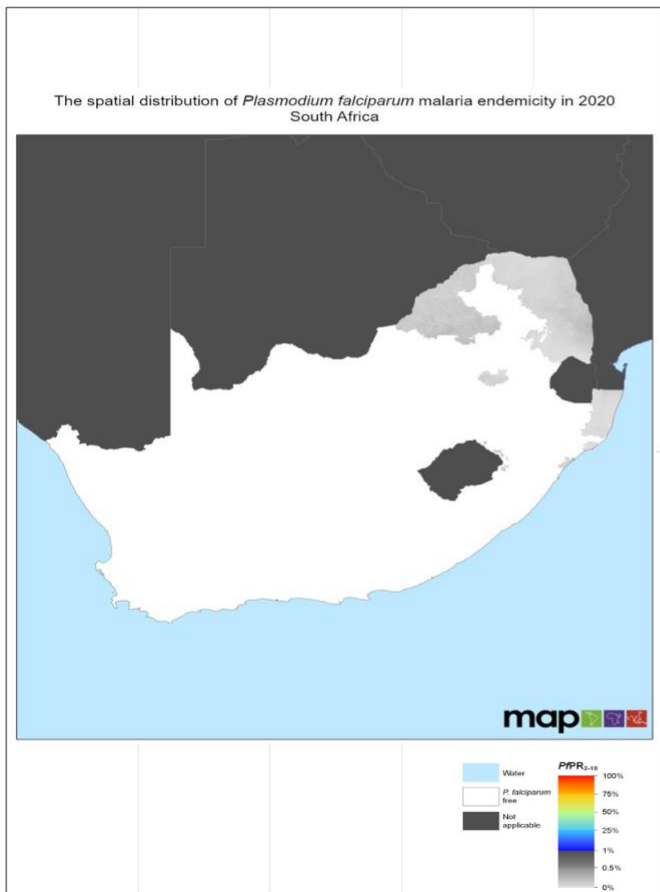 The spatial distribution of Plasmodium falciparum malaria endemicity in 2020
South Africa
map
Water
P. falciparum
free
Not
applicable
PfPR2-10
100%
75%
50%
25%
1%
0.5%
0%